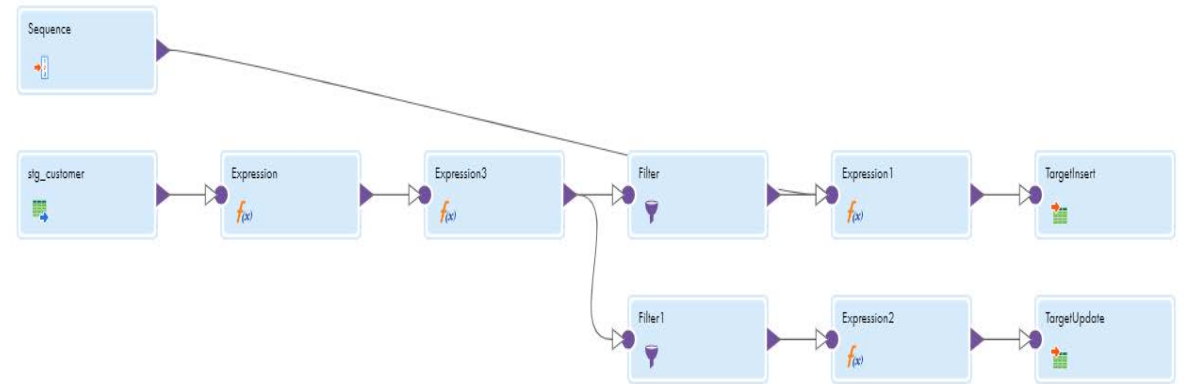 Sequence
stg_customer
Expression
f(x)
Expression3
f(x)
Filter
Expression1
f(x)
TargetInsert
Filter1
Expression2
f(x)
TargetUpdate